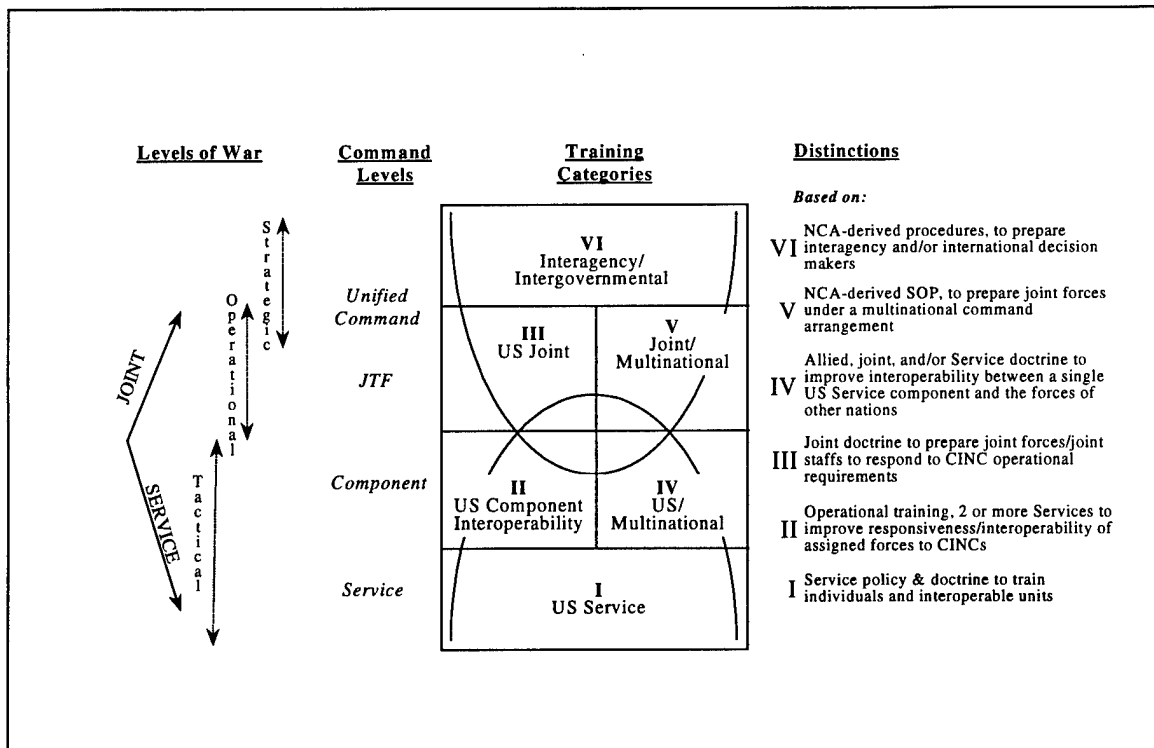 Levels of War
Strategic
Operational
Tactical
JOINT
SERVICE
Command
Levels
Unified
Command
JTF
Component
Service
Training
Categories
VI
Interagency/
Intergovernmental
III
US Joint
V
Joint/
Multinational
II
US Component
Interoperability
IV
US/
Multinational
I
US Service
Distinctions
Based on:
VI
NCA-derived procedures, to prepare
interagency and/or international decision
makers
V
NCA-derived SOP, to prepare joint forces
under a multinational command
arrangement
IV
Allied, joint, and/or Service doctrine to
improve interoperability between a single
US Service component and the forces of
other nations
III
Joint doctrine to prepare joint forces/joint
staffs to respond to CINC operational
requirements
II
Operational training, 2 or more Services to
improve responsiveness/interoperability of
assigned forces to CINCs
I
Service policy & doctrine to train
individuals and interoperable units